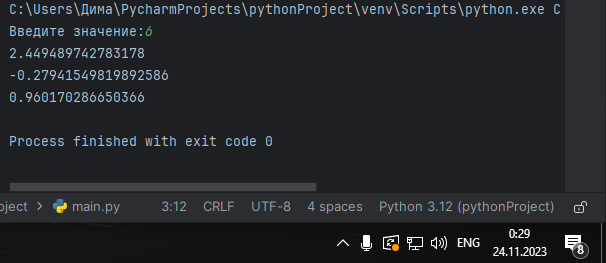 C:\Users\Дима\PycharmProjects\pythonProject\venv\Scripts\python.exe C
Введите значение:6
2.449489742783178
-0.27941549819892586
0.960170286650366
Process finished with exit code 0
oject > main.py 3:12 CRLF UTF-8 4 spaces Python 3.12 (pythonProject)
ENG 0:29
24.11.2023 8